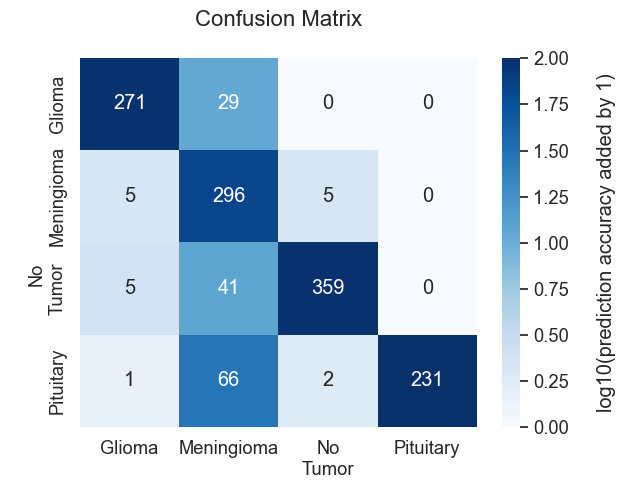 Confusion Matrix
Glioma
271 29 0 0
Meningioma
5 296 5 0
No
Tumor
5 41 359 0
Pituitary
1 66 2 231
Glioma Meningioma No
Tumor Pituitary
2.00
1.75
1.50
1.25
1.00
0.75
0.50
0.25
0.00
log10(prediction accuracy added by 1)